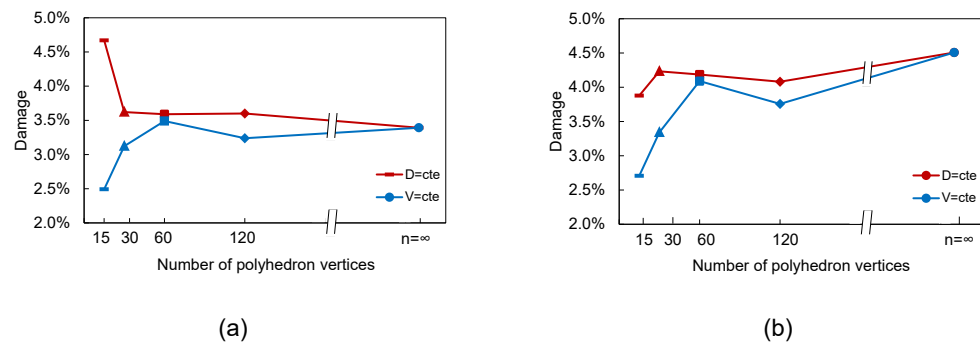 5.0%
4.5%
4.0%
3.5%
3.0%
2.5%
2.0%
Damage
D=cte
V=cte
15 30 60 120 n=∞
Number of polyhedron vertices
(a)
5.0%
4.5%
4.0%
3.5%
3.0%
2.5%
2.0%
Damage
D=cte
V=cte
15 30 60 120 n=∞
Number of polyhedron vertices
(b)